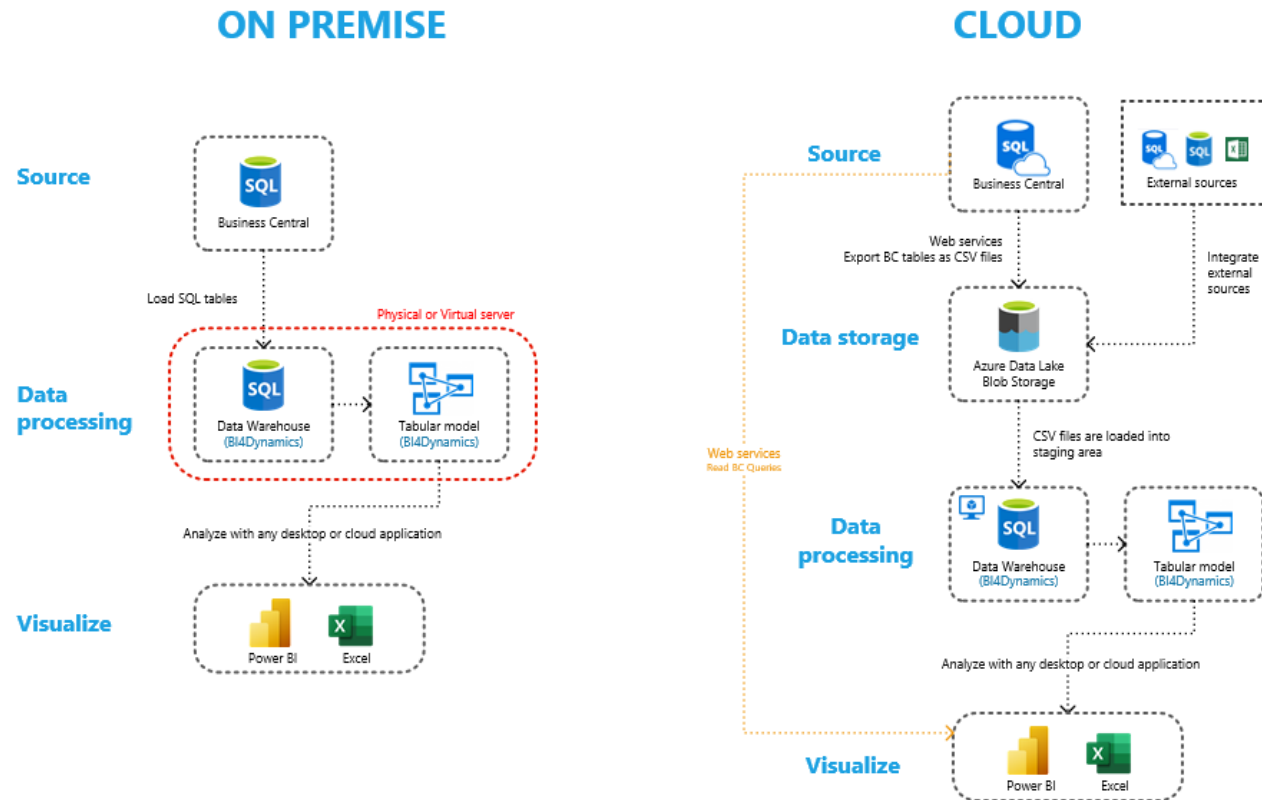 ON PREMISE
Source
SQL
Business Central
Load SQL tables
Physical or Virtual server
Data
processing
SQL
Data Warehouse
(BI4Dynamics)
Tabular model
(BI4Dynamics)
Analyze with any desktop or cloud application
Visualize
Power BI
X
Excel
CLOUD
Source
SQL
Business Central
SQL
SQL
X
External sources
Web services
Export BC tables as CSV files
Integrate
external
sources
Data storage
Azure Data Lake
Blob Storage
CSV files are loaded into
staging area
Web services
Read BC Queries
Data
processing
SQL
Data Warehouse
(BI4Dynamics)
Tabular model
(BI4Dynamics)
Analyze with any desktop or cloud application
Visualize
Power BI
X
Excel